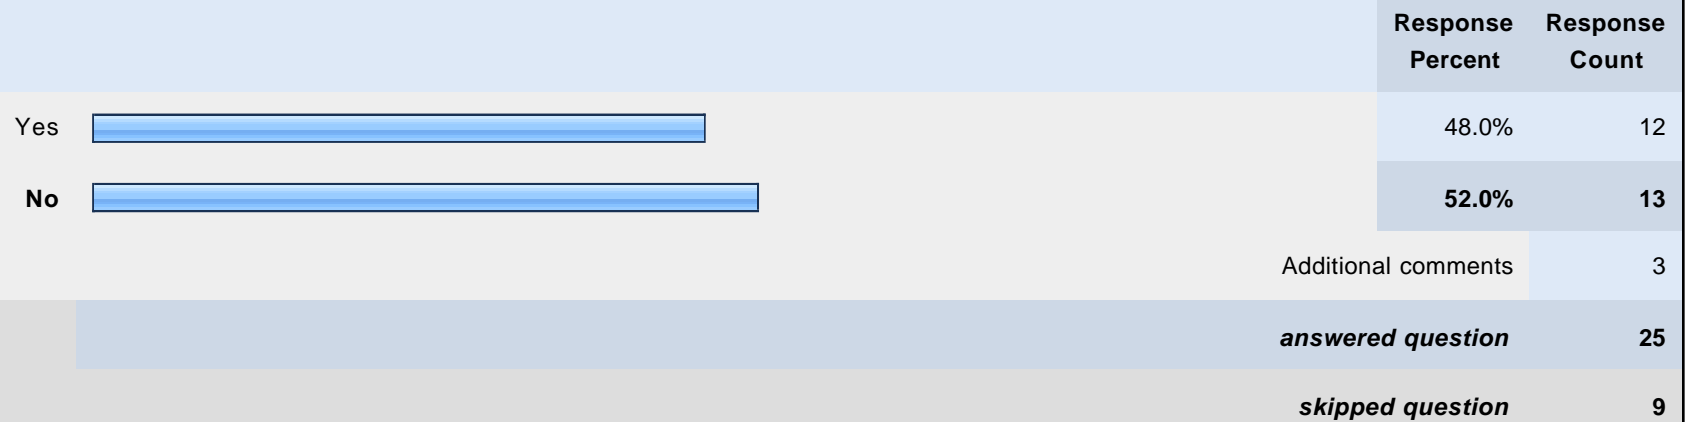 Response Response
Percent Count
Yes 48.0% 12
No 52.0% 13
Additional comments 3
answered question 25
skipped question 9